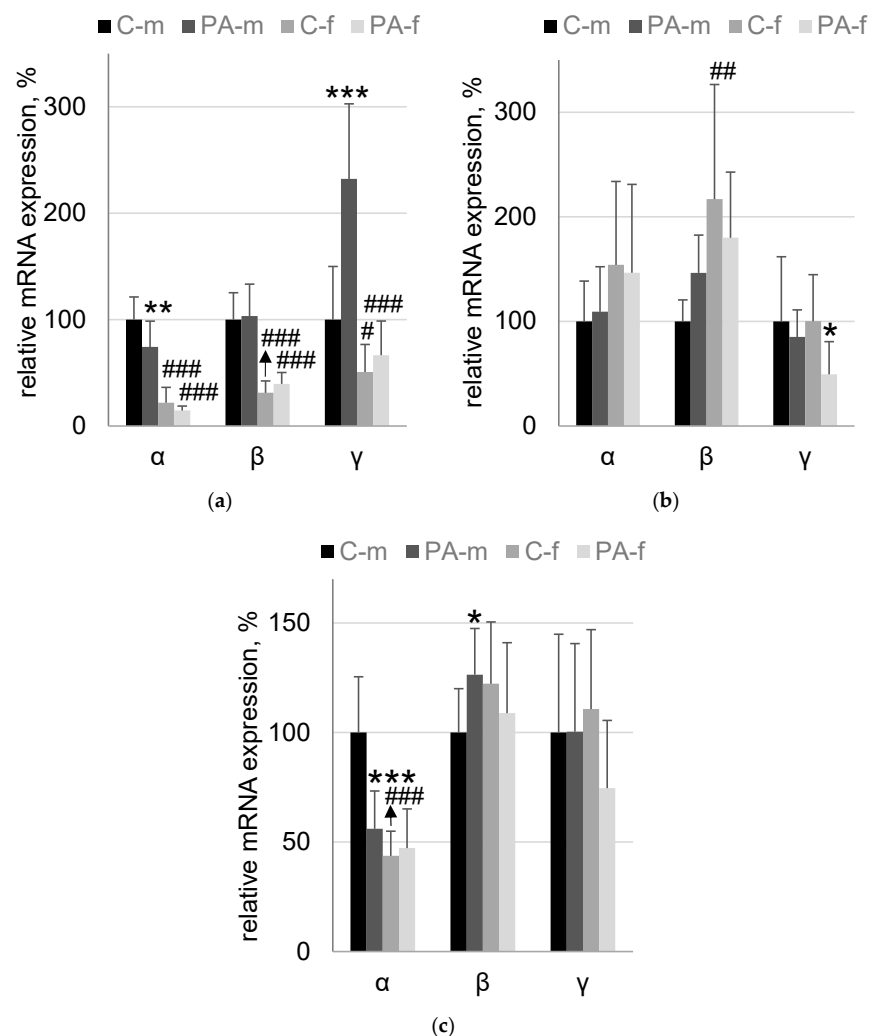 C-m PA-m C-f PA-f
relative mRNA expression, %
300
200
100
0
***
**
###
###
###
###
###
#
α β γ
(a)
C-m PA-m C-f PA-f
relative mRNA expression, %
300
200
100
0
##
*
α β γ
(b)
C-m PA-m C-f PA-f
relative mRNA expression, %
150
100
50
0
*
***
###
α β γ
(c)